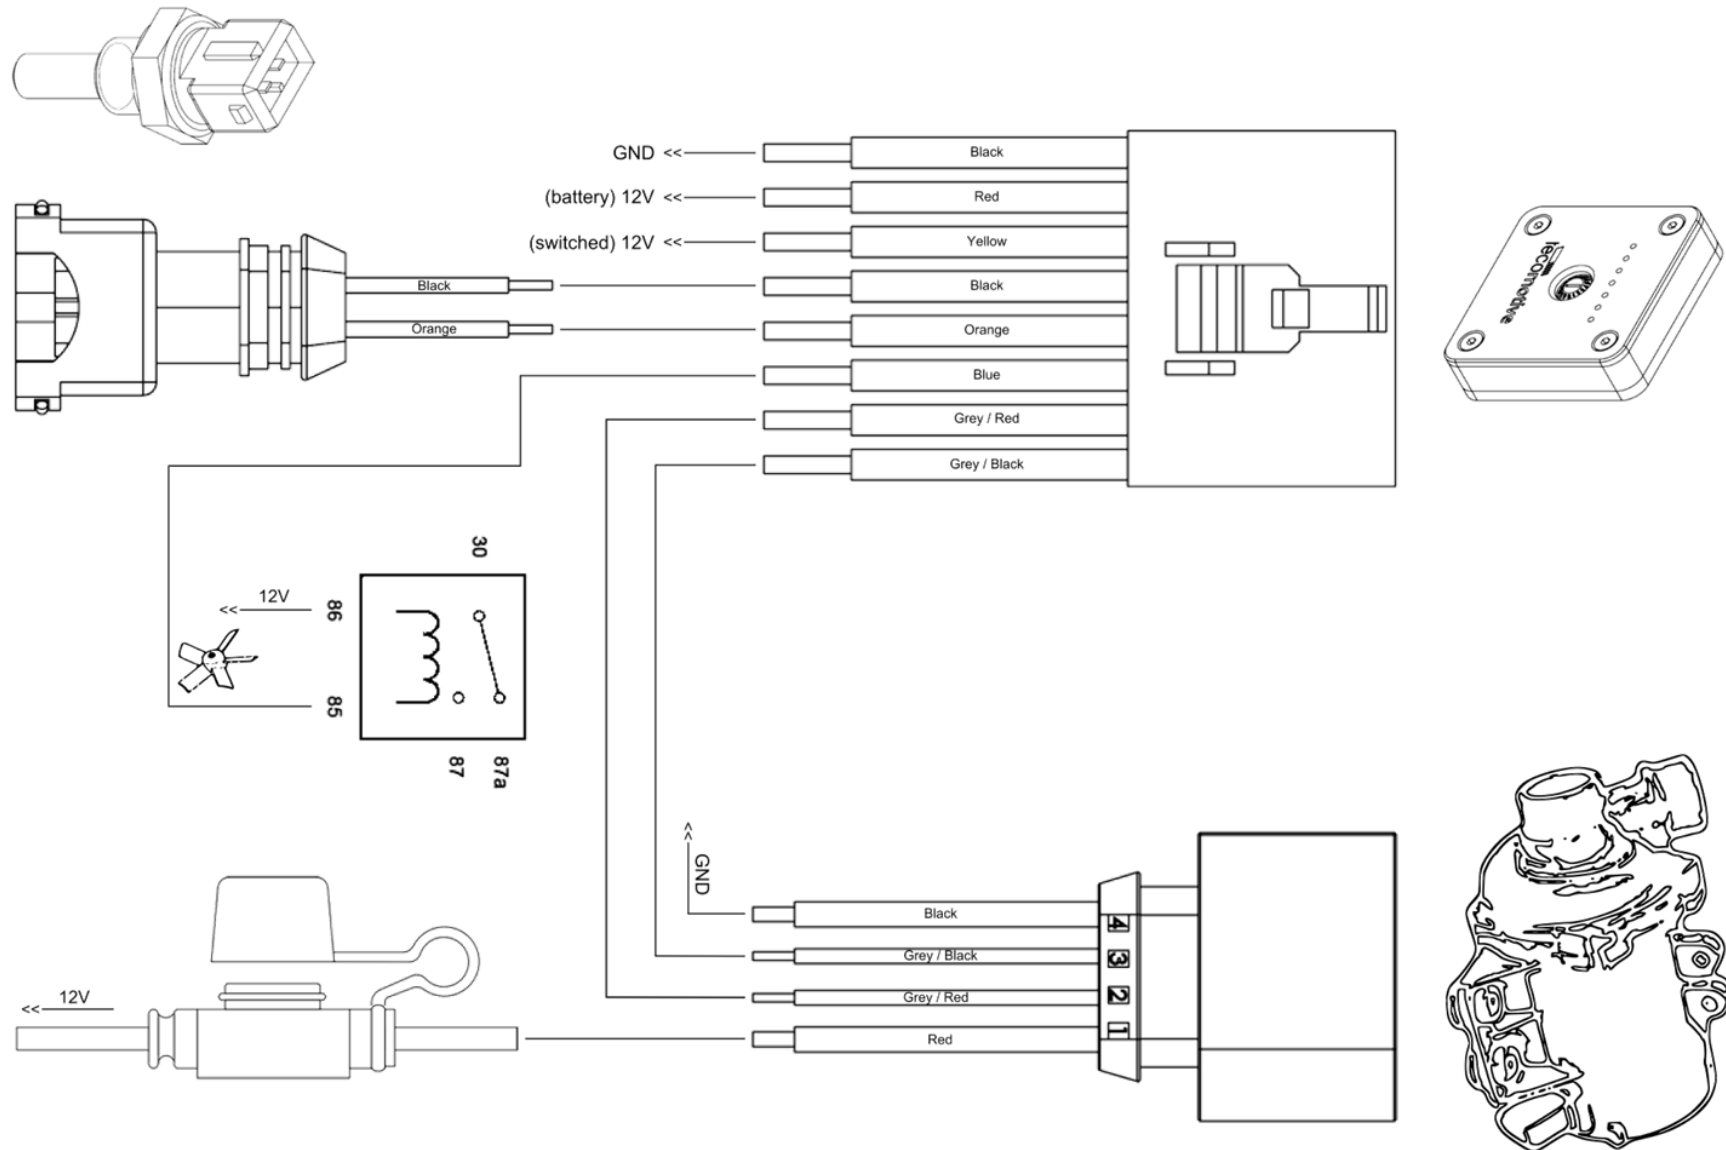 GND <<
Black
(battery) 12V <<
Red
(switched) 12V <<
Yellow
Black
Black
Orange
Orange
Blue
Grey / Red
Grey / Black
tecomotive
30
<< 12V
86
85
87
87a
<< GND
Black
4
Grey / Black
3
Grey / Red
2
Red
1
<< 12V